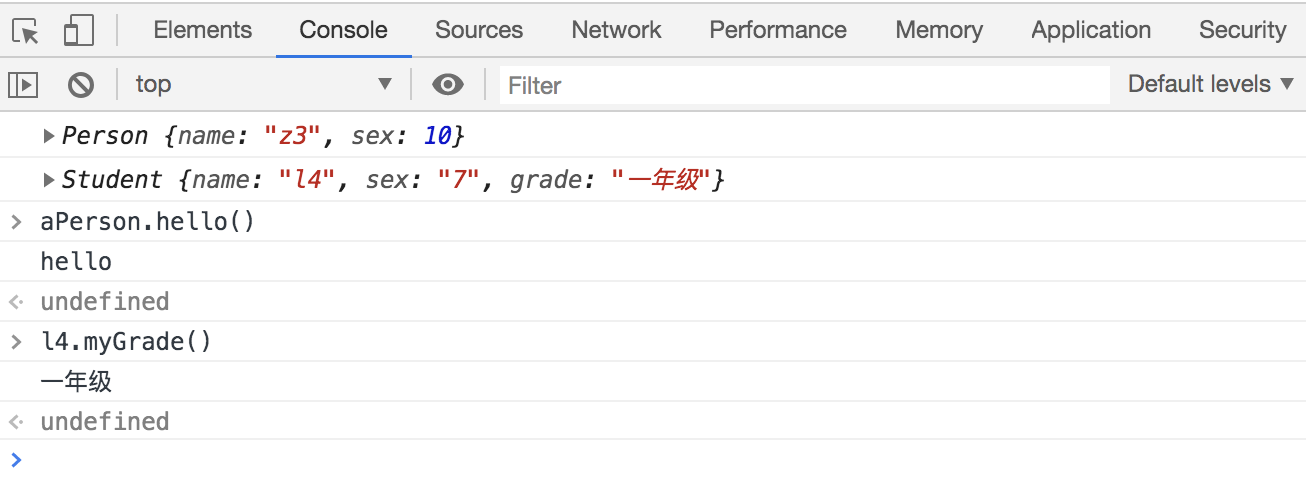 Elements Console Sources Network Performance Memory Application Security
top Filter Default levels
Person {name: "z3", sex: 10}
Student {name: "l4", sex: "7", grade: "一年级"}
aPerson.hello()
hello
undefined
l4.myGrade()
一年级
undefined